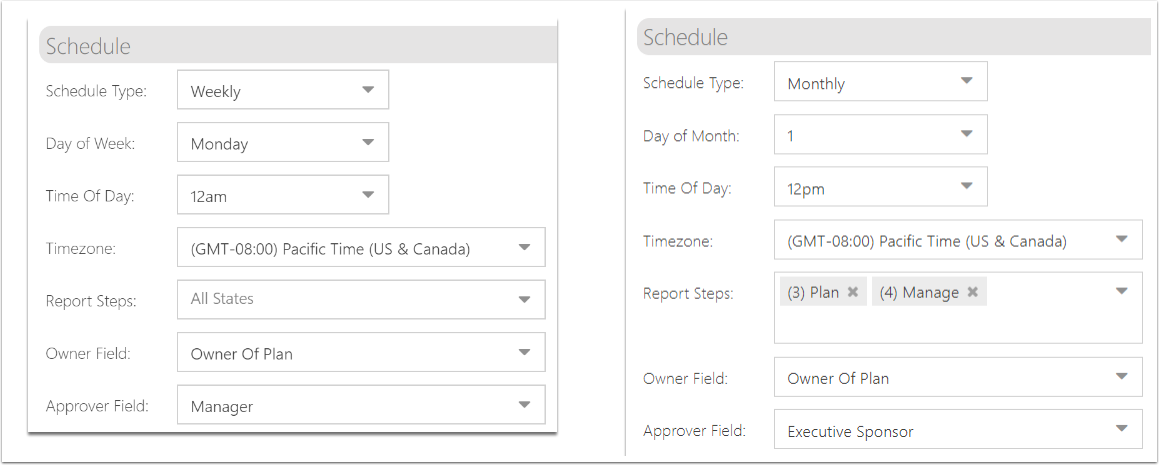 Schedule
Schedule Type: Weekly
Day of Week: Monday
Time Of Day: 12am
Timezone: (GMT-08:00) Pacific Time (US & Canada)
Report Steps: All States
Owner Field: Owner Of Plan
Approver Field: Manager
Schedule
Schedule Type: Monthly
Day of Month: 1
Time Of Day: 12pm
Timezone: (GMT-08:00) Pacific Time (US & Canada)
Report Steps: (3) Plan (4) Manage
Owner Field: Owner Of Plan
Approver Field: Executive Sponsor